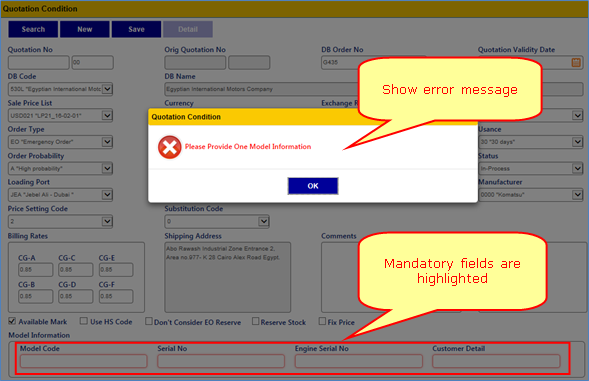 Quotation Condition
Search New Save Detail
Quotation No Orig Quotation No DB Order No Quotation Validity Date
00 G435
DB Code DB Name
530L "Egyptian International Moto Egyptian International Motors Company
Sale Price List Currency Exchange R
USD021 "LP21_16-02-01"
Order Type Usance
EO "Emergency Order" 30 "30 days"
Order Probability Status
A "High probability" In-Process
Loading Port Manufacturer
JEA "Jebel Ali - Dubai " 0000 "Komatsu"
Price Setting Code Substitution Code
2 0
Show error message
Quotation Condition
Please Provide One Model Information
OK
Billing Rates Shipping Address Comments
CG-A CG-C CG-E
0.85 0.85 0.85
CG-B CG-D CG-F
0.85 0.85 0.85
Abo Rawash Industrial Zone Entrance 2,
Area no.977- K 28 Cairo Alex Road Egypt.
Mandatory fields are
highlighted
Available Mark Use HS Code Don't Consider EO Reserve Reserve Stock Fix Price
Model Information
Model Code Serial No Engine Serial No Customer Detail